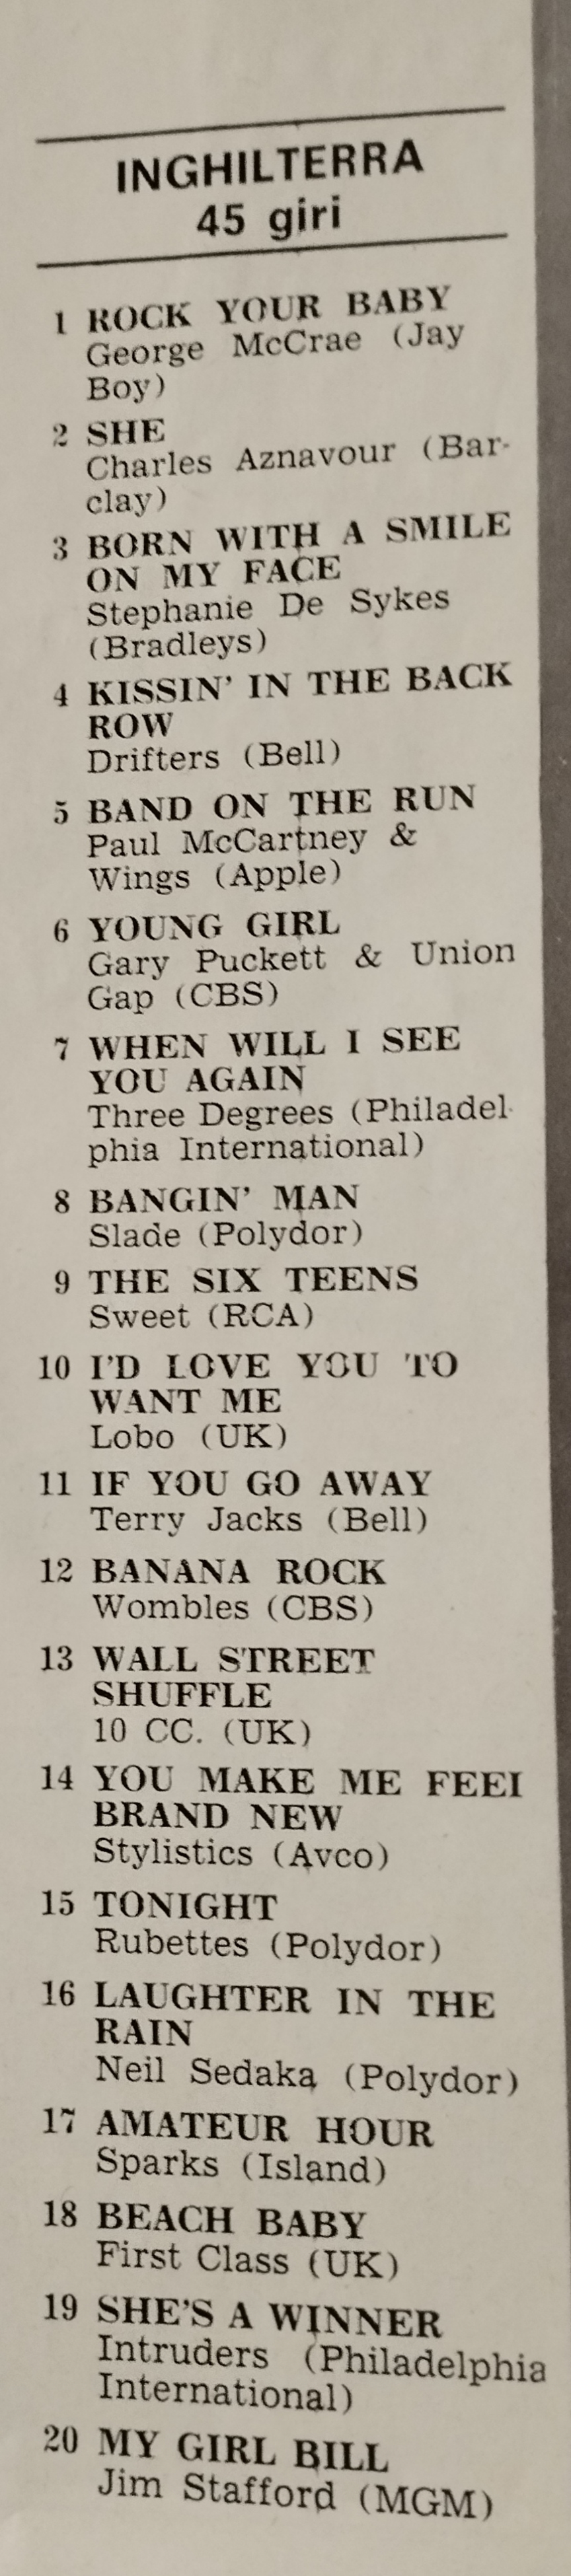 INGHILTERRA
45 giri
1 ROCK YOUR BABY
George McCrae (Jay
Boy)
2 SHE
Charles Aznavour (Bar-
clay)
3 BORN WITH A SMILE
ON MY FACE
Stephanie De Sykes
(Bradleys)
4 KISSIN' IN THE BACK
ROW
Drifters (Bell)
5 BAND ON THE RUN
Paul McCartney &
Wings (Apple)
6 YOUNG GIRL
Gary Puckett & Union
Gap (CBS)
7 WHEN WILL I SEE
YOU AGAIN
Three Degrees (Philadel-
phia International)
8 BANGIN' MAN
Slade (Polydor)
9 THE SIX TEENS
Sweet (RCA)
10 I'D LOVE YOU TO
WANT ME
Lobo (UK)
11 IF YOU GO AWAY
Terry Jacks (Bell)
12 BANANA ROCK
Wombles (CBS)
13 WALL STREET
SHUFFLE
10 CC. (UK)
14 YOU MAKE ME FEEI
BRAND NEW
Stylistics (Avco)
15 TONIGHT
Rubettes (Polydor)
16 LAUGHTER IN THE
RAIN
Neil Sedaka (Polydor)
17 AMATEUR HOUR
Sparks (Island)
18 BEACH BABY
First Class (UK)
19 SHE'S A WINNER
Intruders (Philadelphia
International)
20 MY GIRL BILL
Jim Stafford (MGM)